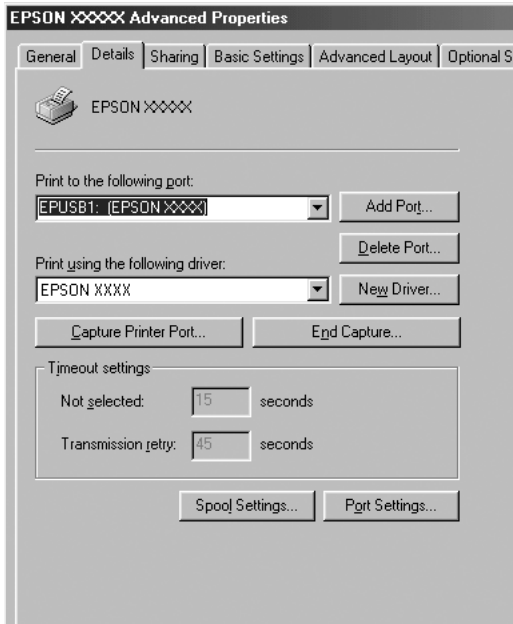 EPSON XXXXX Advanced Properties
General Details Sharing Basic Settings Advanced Layout Optional S
EPSON XXXXX
Print to the following port:
EPUSB1: (EPSON XXXX) Add Port...
Delete Port...
Print using the following driver:
EPSON XXXX New Driver...
Capture Printer Port... End Capture...
Timeout settings
Not selected: 15 seconds
Transmission retry: 45 seconds
Spool Settings... Port Settings...